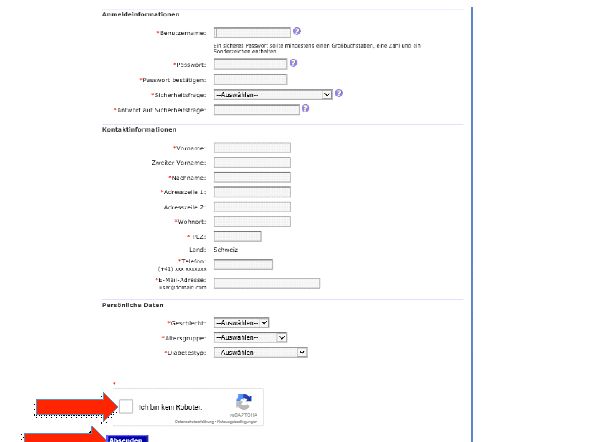 Anmeldeinformationen
*Benutzername:
Ein sicheres Passwort sollte mindestens einen Großbuchstaben, eine Zahl und ein
Sonderzeichen enthalten
*Passwort:
*Passwort bestätigen:
*Sicherheitsfrage: --Auswählen--
*Antwort auf Sicherheitsfrage:
Kontaktinformationen
*Vorname:
Zweiter Vorname:
*Nachname:
*Adresszeile 1:
Adresszeile 2:
*Wohnort:
* PLZ:
Land: Schweiz
*Telefon:
(+41) xxx xxxxxxx
*E-Mail-Adresse:
user@domain.com
Persönliche Daten
*Geschlecht: --Auswählen--
*Altersgruppe: --Auswählen--
*Diabetestyp: --Auswählen--
*
Ich bin kein Roboter.
reCAPTCHA
Datenschutzerklärung - Nutzungsbedingungen
Absenden